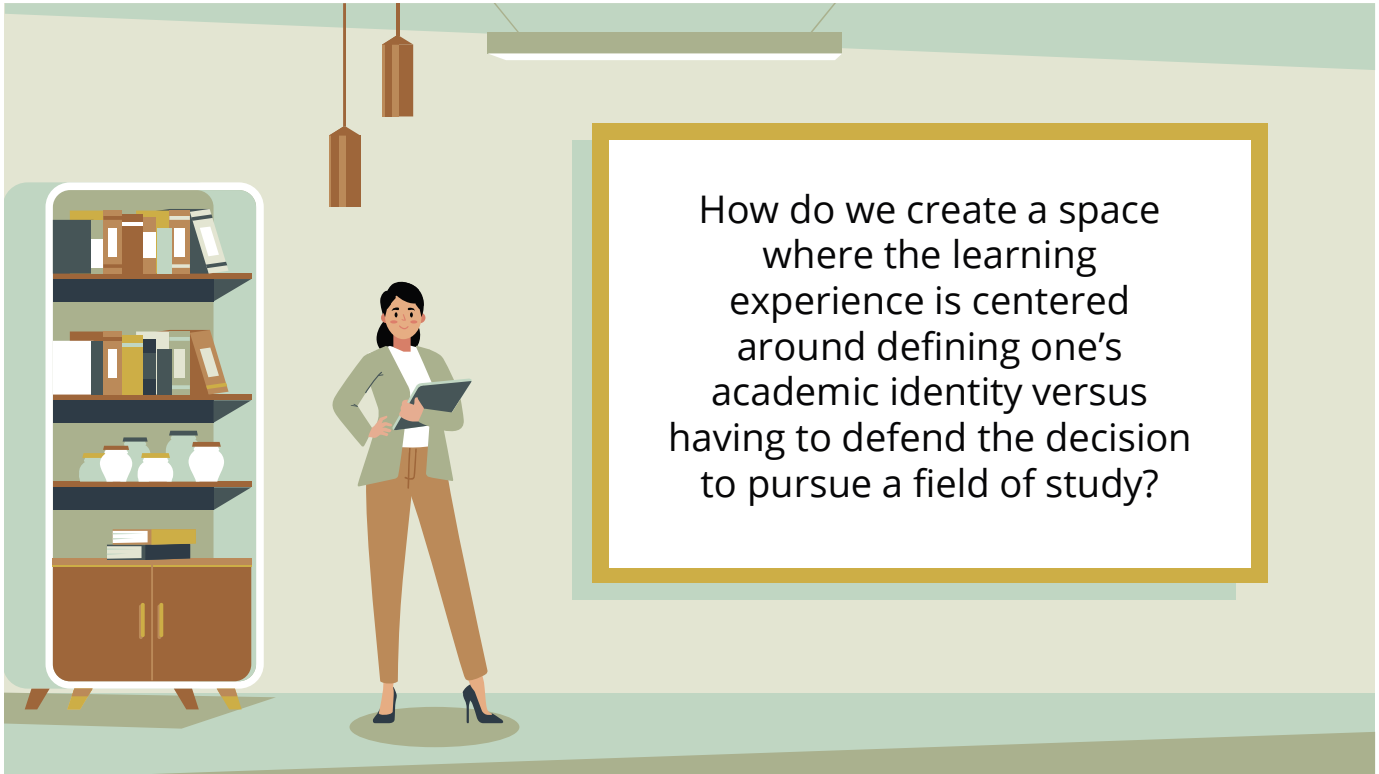 How do we create a space
where the learning
experience is centered
around defining one’s
academic identity versus
having to defend the decision
to pursue a field of study?